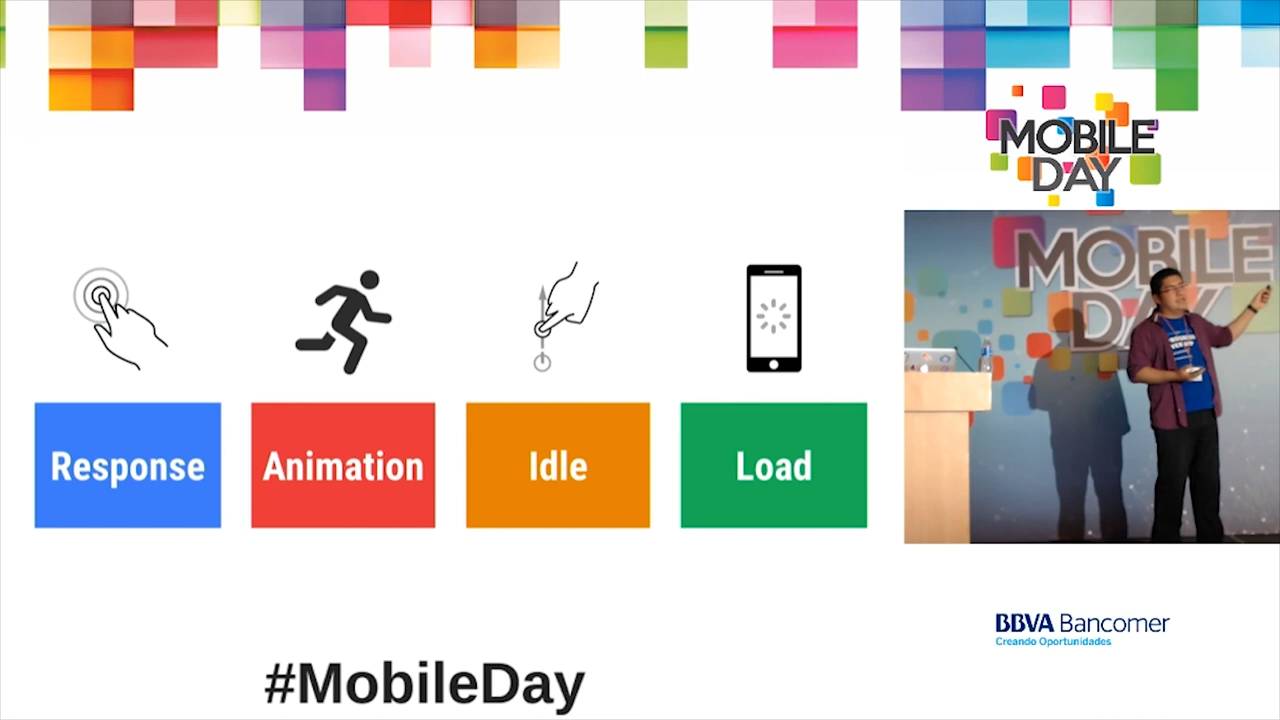 MOBILE
DAY
MOBILE
DAY
Response
Animation
Idle
Load
BBVA Bancomer
Creando Oportunidades
#MobileDay